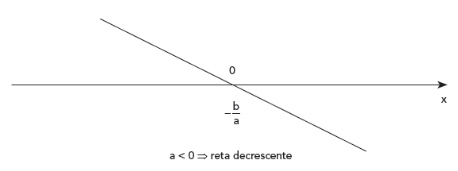 0
x
-b/a
a < 0 ⇒ reta decrescente